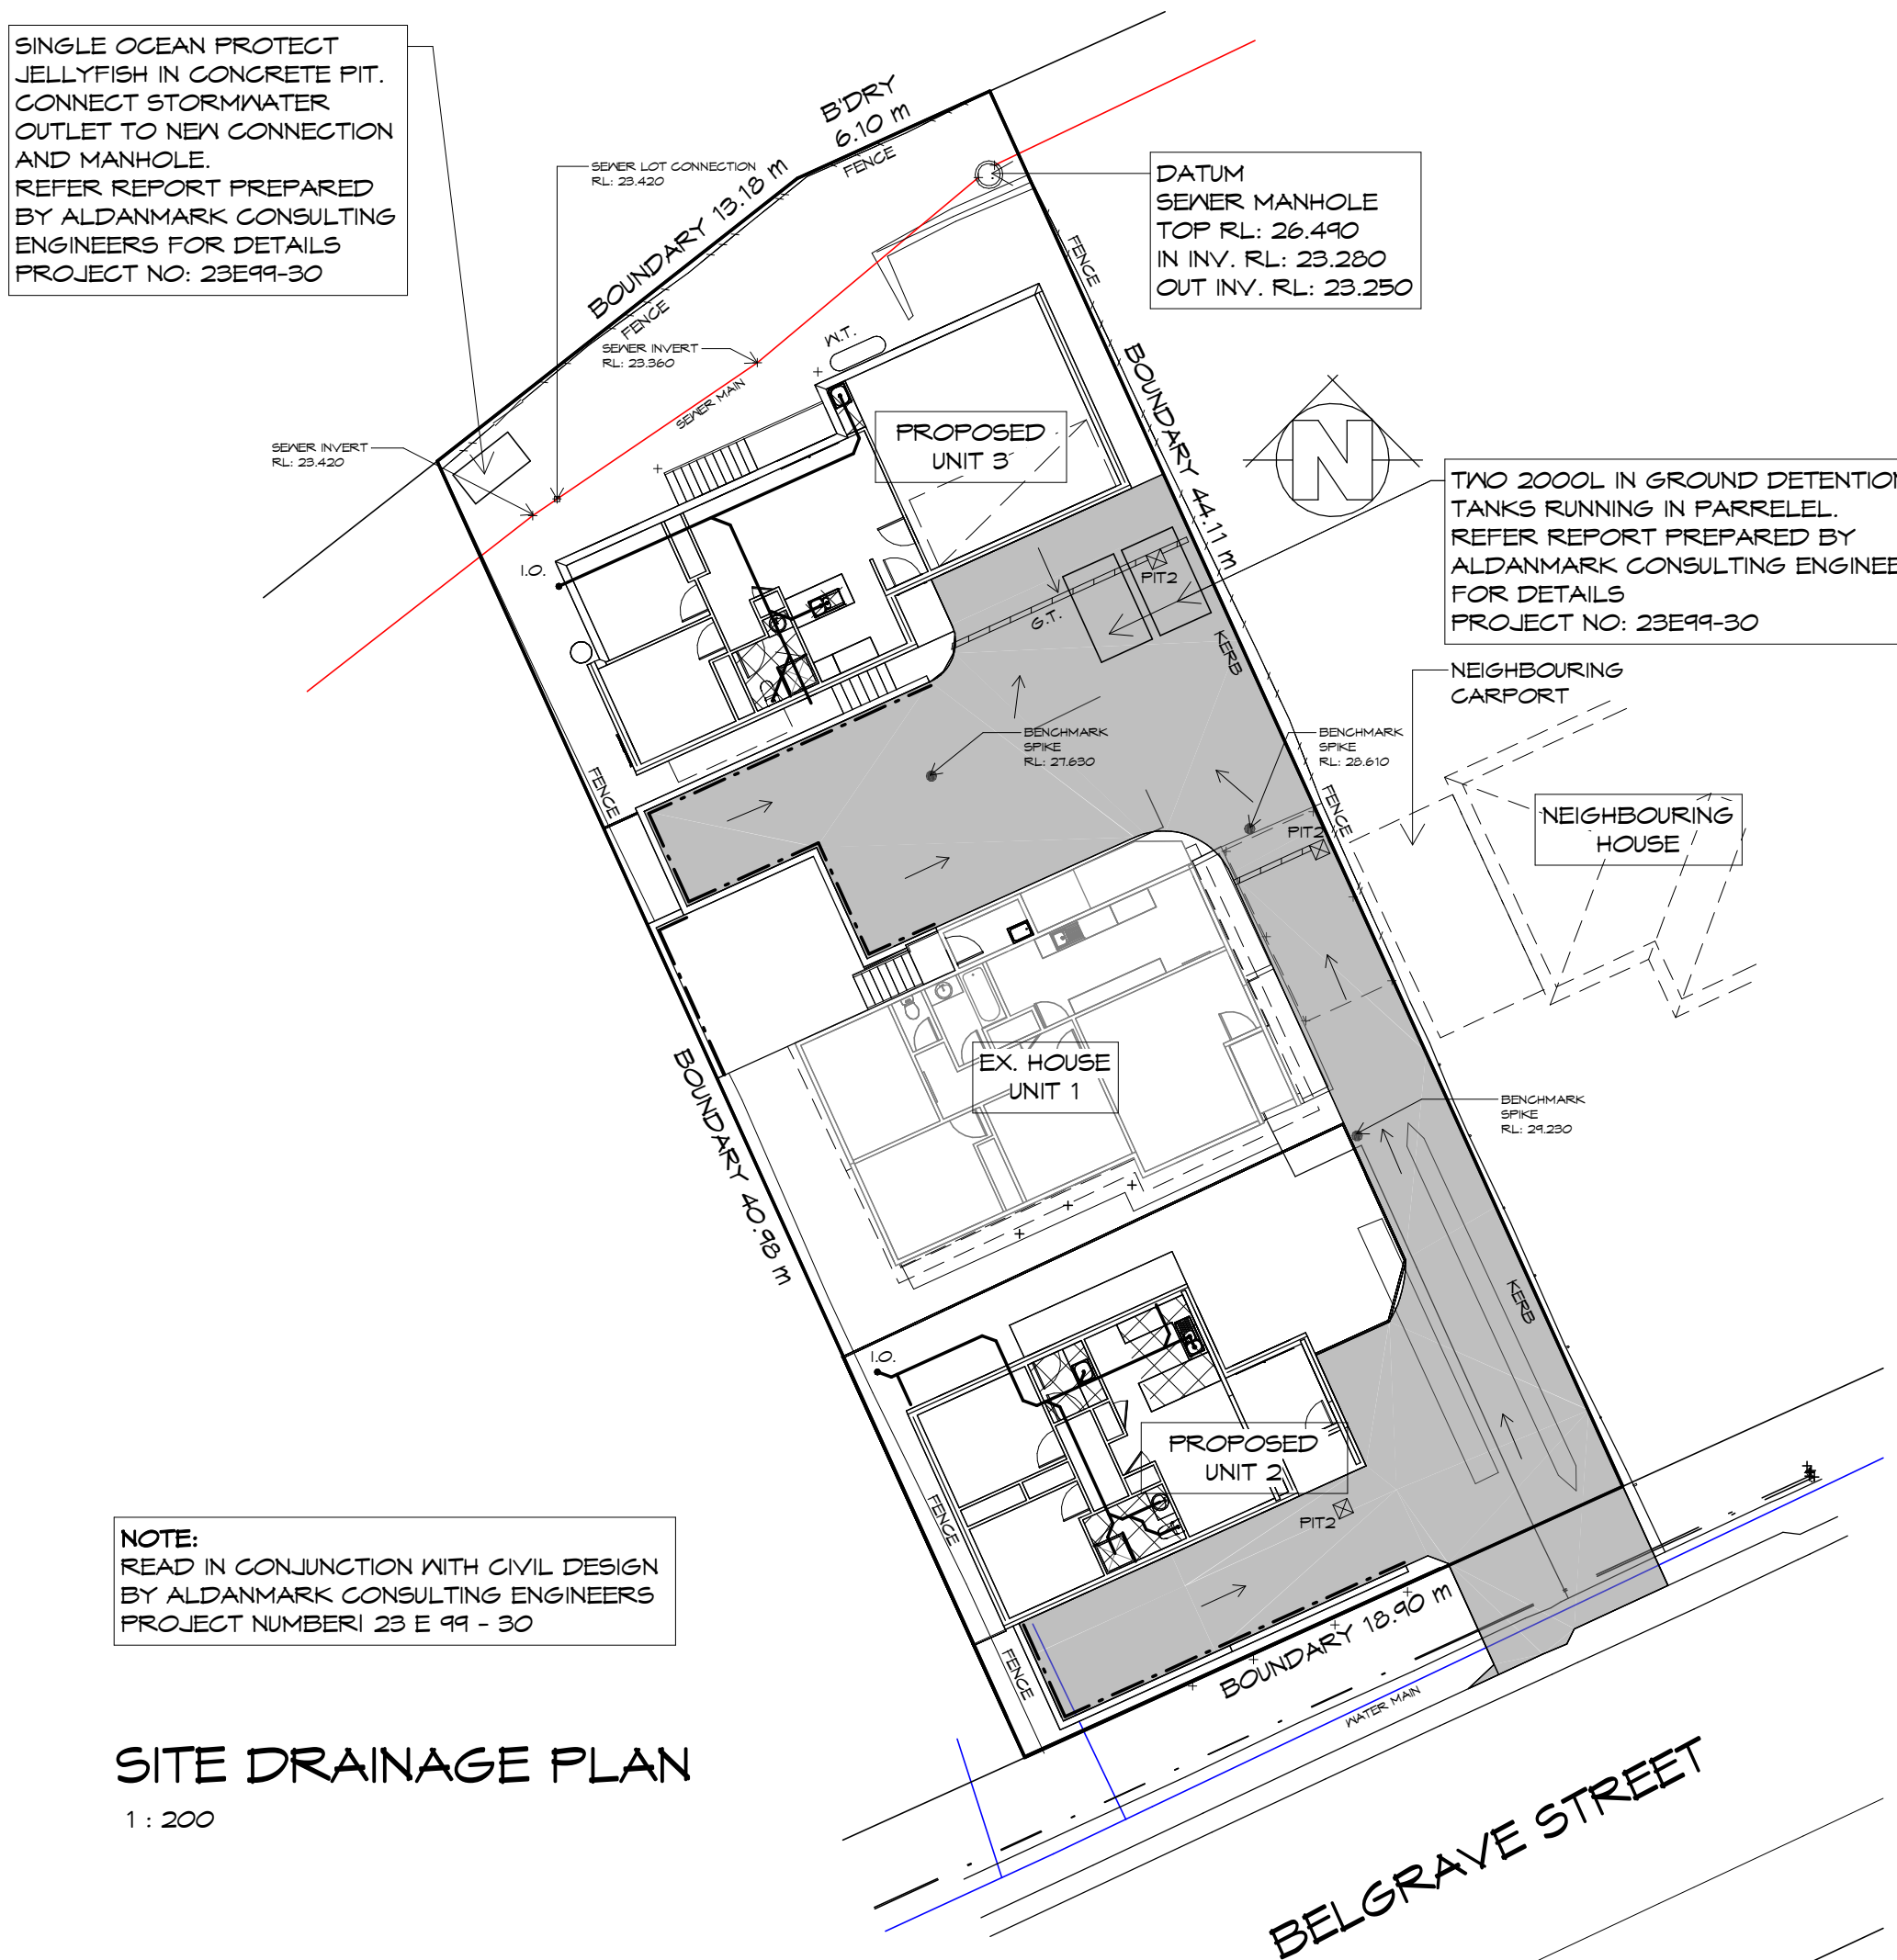 SINGLE OCEAN PROTECT
JELLYFISH IN CONCRETE PIT.
CONNECT STORMWATER
OUTLET TO NEW CONNECTION
AND MANHOLE.
REFER REPORT PREPARED
BY ALDANMARK CONSULTING
ENGINEERS FOR DETAILS
PROJECT NO: 23E99-30
B'DRY
6.10 m
FENCE
SEWER LOT CONNECTION
RL: 23.420
BOUNDARY 13.18 m
FENCE
DATUM
SEWER MANHOLE
TOP RL: 26.490
IN INV. RL: 23.280
OUT INV. RL: 23.250
FENCE
SEWER INVERT
RL: 23.360
W.T.
SEWER MAIN
BOUNDARY 44.11 m
SEWER INVERT
RL: 23.420
PROPOSED
UNIT 3
N
TWO 2000L IN GROUND DETENTION
TANKS RUNNING IN PARRELEL.
REFER REPORT PREPARED BY
ALDANMARK CONSULTING ENGINEE
FOR DETAILS
PROJECT NO: 23E99-30
I.O.
PIT2
G.T.
KERB
NEIGHBOURING
CARPORT
BENCHMARK
SPIKE
RL: 27.630
BENCHMARK
SPIKE
RL: 28.610
FENCE
FENCE
PIT2
NEIGHBOURING
HOUSE
EX. HOUSE
UNIT 1
BOUNDARY 40.98 m
BENCHMARK
SPIKE
RL: 29.230
KERB
I.O.
PROPOSED
UNIT 2
FENCE
PIT2
NOTE:
READ IN CONJUNCTION WITH CIVIL DESIGN
BY ALDANMARK CONSULTING ENGINEERS
PROJECT NUMBER| 23 E 99 - 30
FENCE
BOUNDARY 18.90 m
WATER MAIN
SITE DRAINAGE PLAN
1 : 200
BELGRAVE STREET